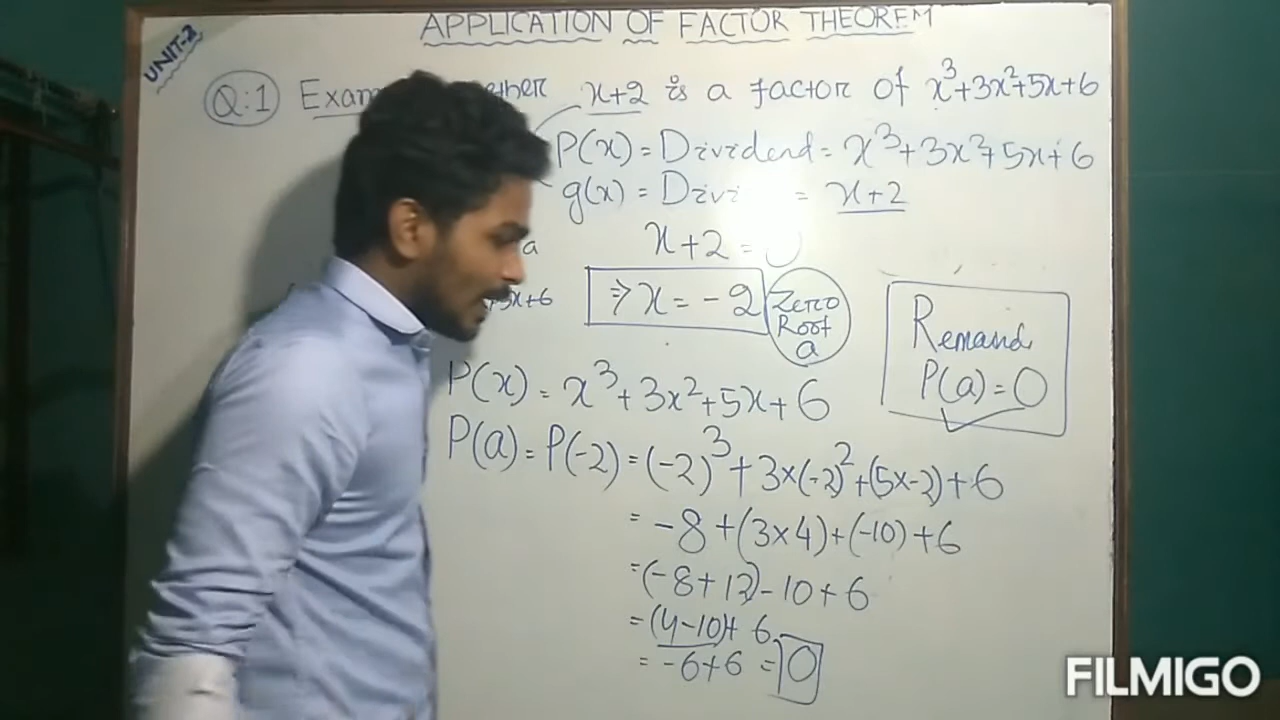 APPLICATION OF FACTOR THEOREM
UNIT-2
Q:1 Exam ether x+2 is a factor of x³+3x²+5x+6
P(x) = Dividend = x³+3x²+5x+6
g(x) = Divi = x+2
a
x+2 =
+5x+6
⇒ x = -2
Zero
Root
a
Remaind
P(a) = 0
P(x) = x³+3x²+5x+6
P(a) = P(-2) = (-2)³+3×(-2)²+(5×-2)+6
= -8+(3×4)+(-10)+6
= (-8+12)-10+6
= (4-10)+6
= -6+6 = 0
FILMIGO